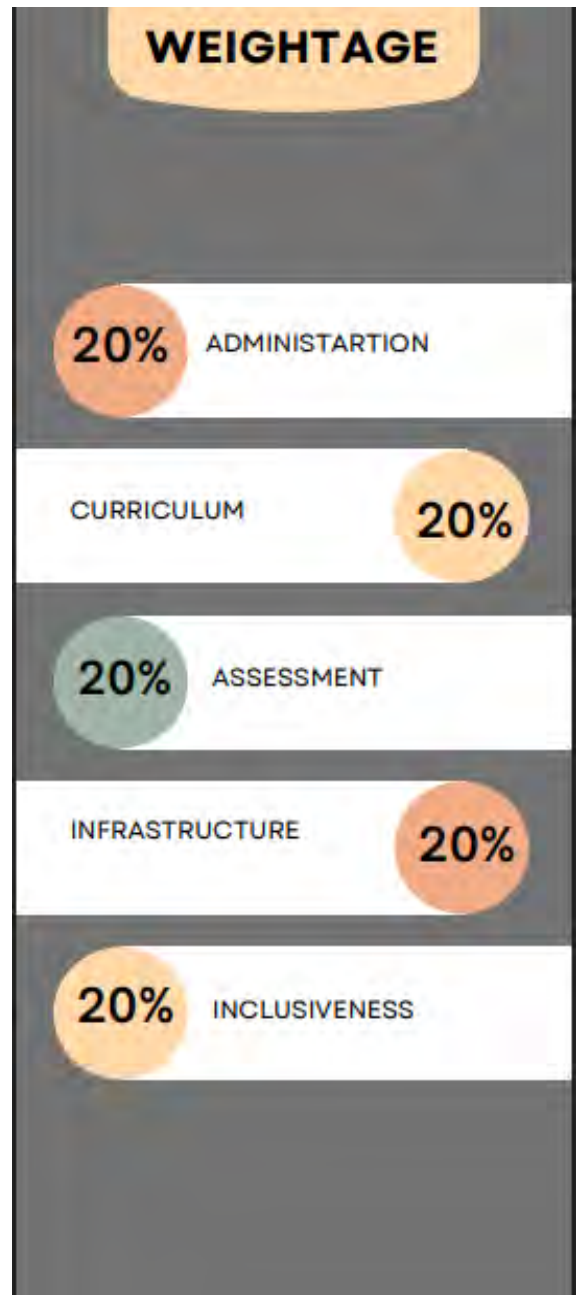 WEIGHTAGE
20% ADMINISTARTION
CURRICULUM 20%
20% ASSESSMENT
INFRASTRUCTURE 20%
20% INCLUSIVENESS